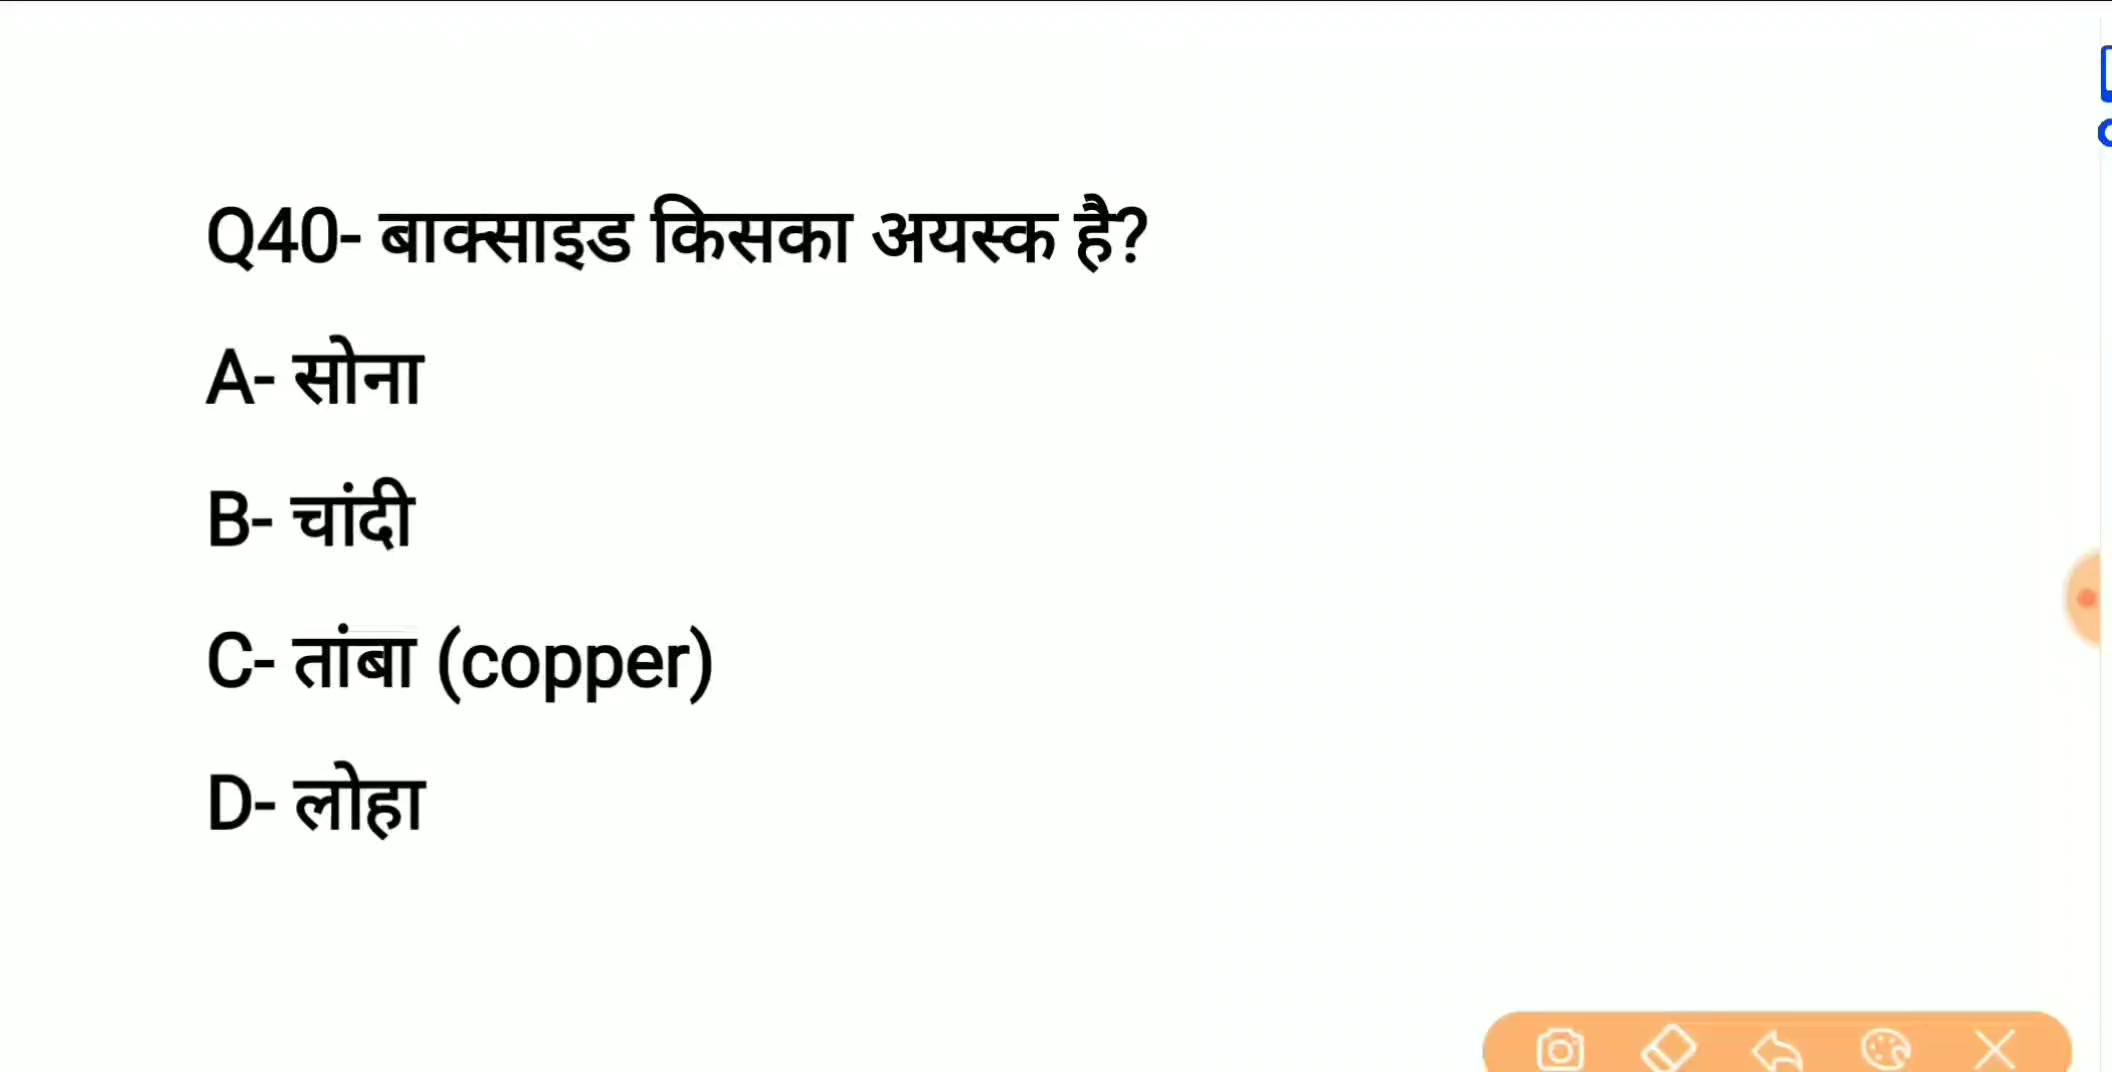 Q40- बाक्साइड किसका अयस्क है?
A- सोना
B- चांदी
C- तांबा (copper)
D- लोहा